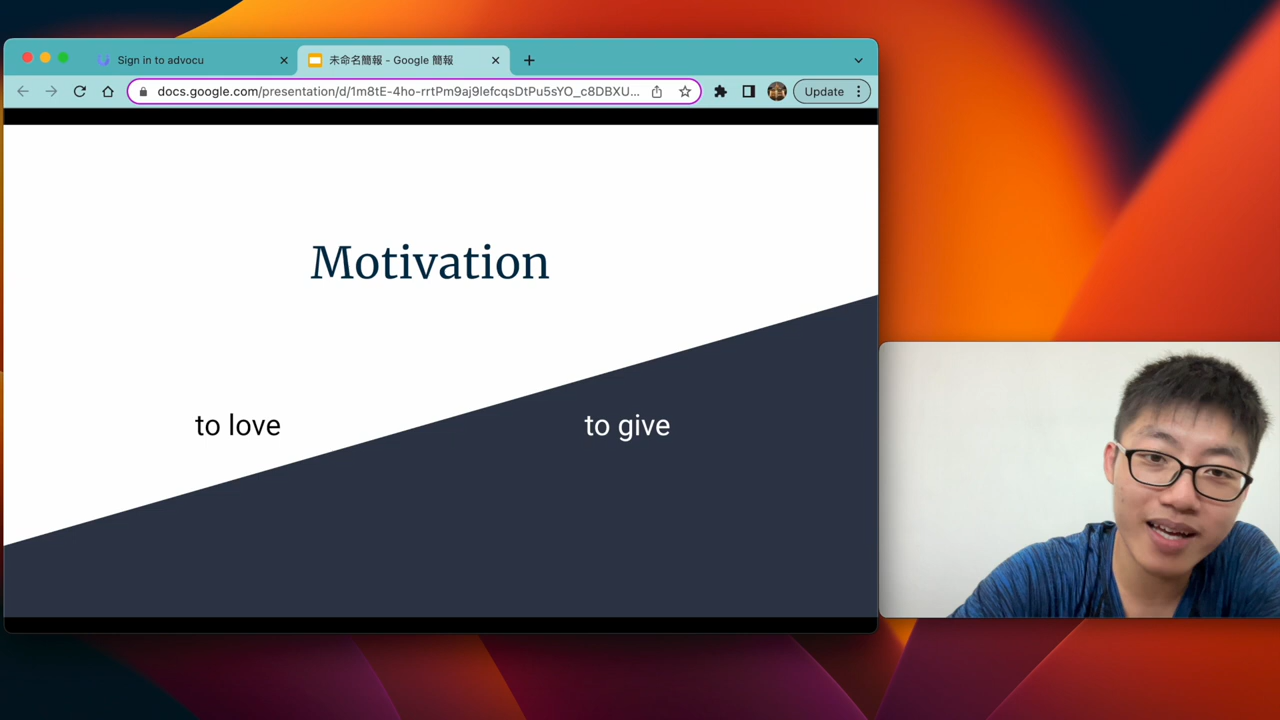 Sign in to advocu
未命名簡報 - Google 簡報
docs.google.com/presentation/d/1m8tE-4ho-rrtPm9aj9lefcqsDtPu5sYO_c8DBXU...
Update
Motivation
to love
to give